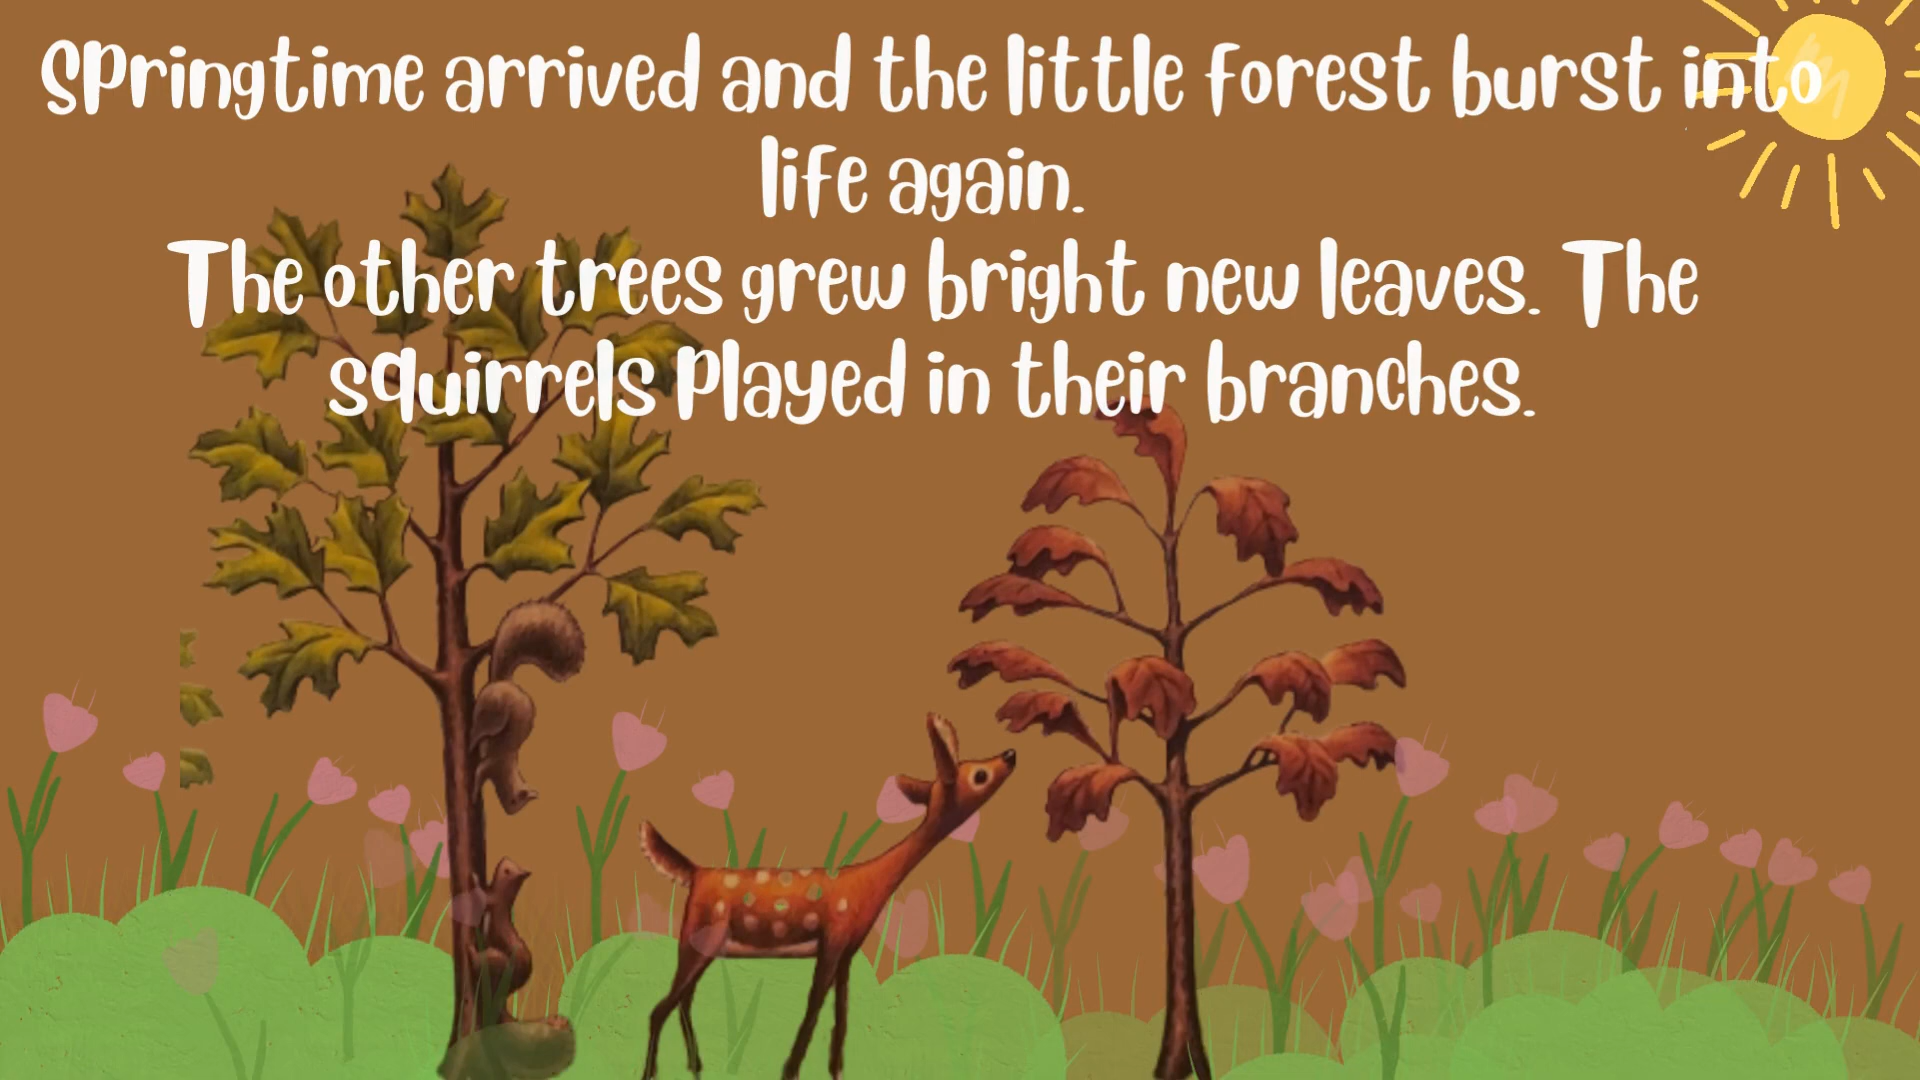 Springtime arrived and the little forest burst into
life again.
The other trees grew bright new leaves. The
squirrels played in their branches.